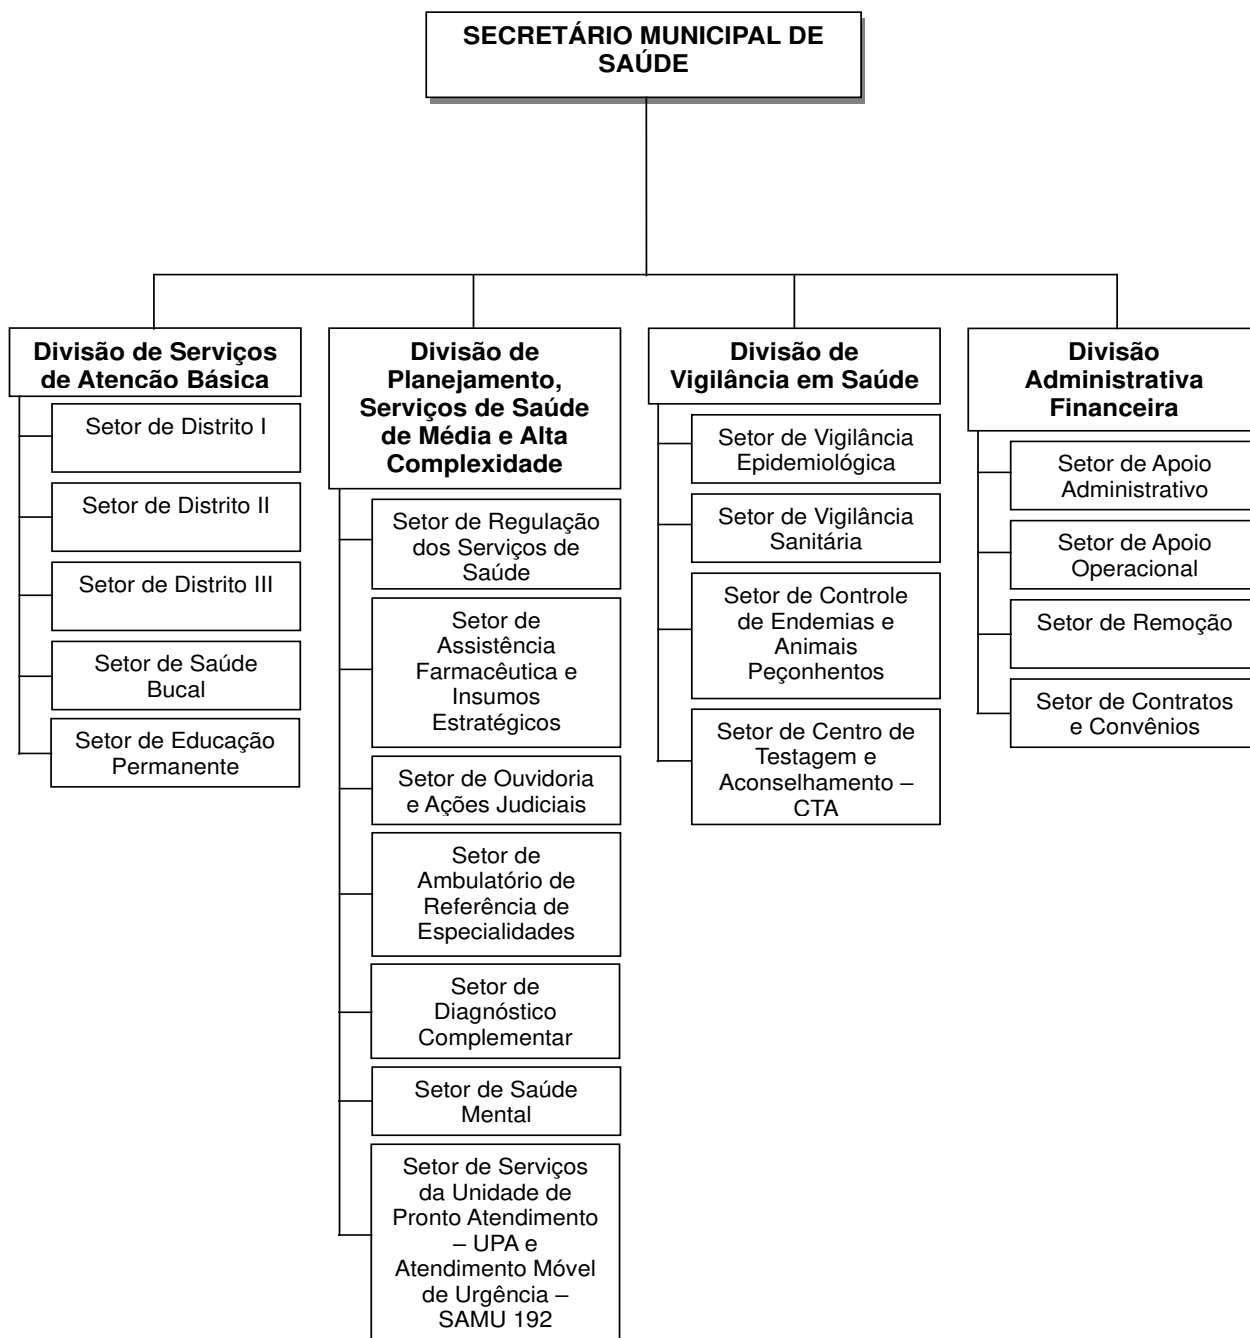 SECRETÁRIO MUNICIPAL DE
SAÚDE
Divisão de Serviços
de Atencão Básica
Setor de Distrito I
Setor de Distrito II
Setor de Distrito III
Setor de Saúde
Bucal
Setor de Educação
Permanente
Divisão de
Planejamento,
Serviços de Saúde
de Média e Alta
Complexidade
Setor de Regulação
dos Serviços de
Saúde
Setor de
Assistência
Farmacêutica e
Insumos
Estratégicos
Setor de Ouvidoria
e Ações Judiciais
Setor de
Ambulatório de
Referência de
Especialidades
Setor de
Diagnóstico
Complementar
Setor de Saúde
Mental
Setor de Serviços
da Unidade de
Pronto Atendimento
– UPA e
Atendimento Móvel
de Urgência –
SAMU 192
Divisão de
Vigilância em Saúde
Setor de Vigilância
Epidemiológica
Setor de Vigilância
Sanitária
Setor de Controle
de Endemias e
Animais
Peçonhentos
Setor de Centro de
Testagem e
Aconselhamento –
CTA
Divisão
Administrativa
Financeira
Setor de Apoio
Administrativo
Setor de Apoio
Operacional
Setor de Remoção
Setor de Contratos
e Convênios